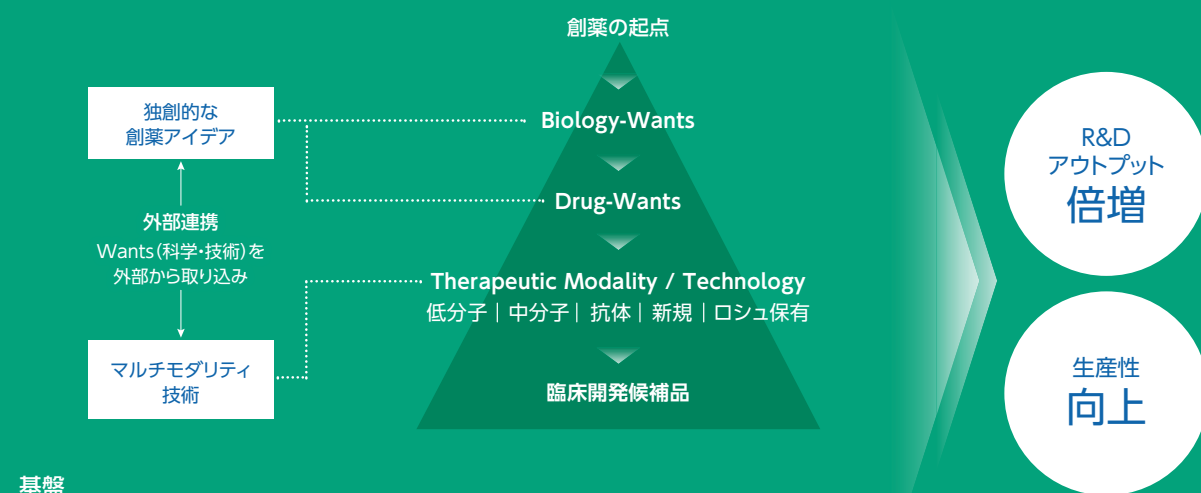 創薬の起点
独創的な
創薬アイデア
外部連携
Wants(科学・技術)を
外部から取り込み
マルチモダリティ
技術
Biology-Wants
Drug-Wants
Therapeutic Modality / Technology
低分子｜中分子｜抗体｜新規｜ロシュ保有
臨床開発候補品
R&D
アウトプット
倍増
生産性
向上
基盤